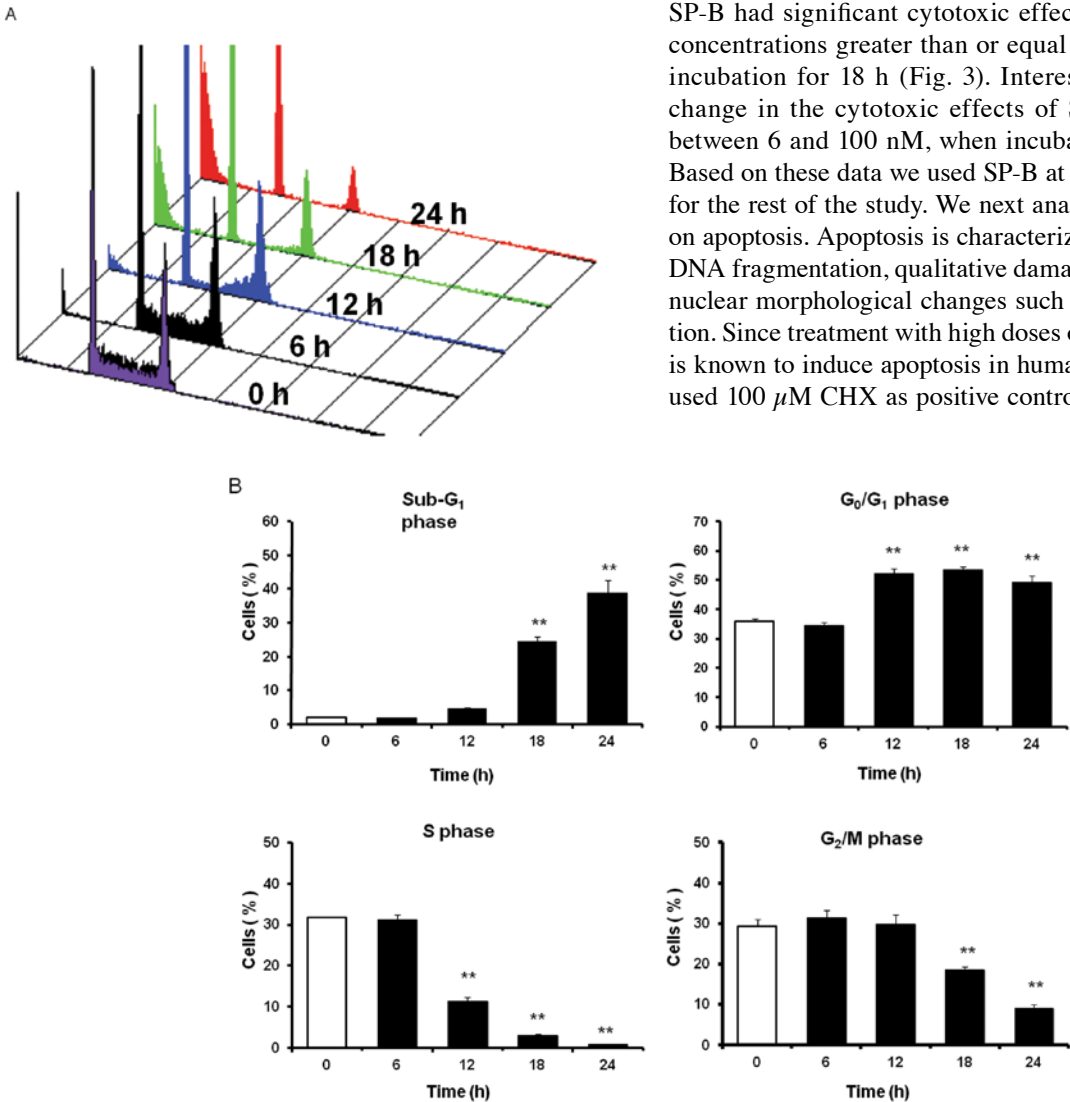 A
24 h
18 h
12 h
6 h
0 h
SP-B had significant cytotoxic effec
concentrations greater than or equal
incubation for 18 h (Fig. 3). Interes
change in the cytotoxic effects of
between 6 and 100 nM, when incuba
Based on these data we used SP-B at
for the rest of the study. We next ana
on apoptosis. Apoptosis is characteriz
DNA fragmentation, qualitative dama
nuclear morphological changes such
tion. Since treatment with high doses
is known to induce apoptosis in huma
used 100 µM CHX as positive contro
B
Sub-G₁
phase
Cells ( % )
60
50
40
30
20
10
0
** **
0 6 12 18 24
Time (h)
G₀/G₁ phase
Cells ( % )
70
60
50
40
30
20
10
0
** ** **
0 6 12 18 24
Time (h)
S phase
Cells ( % )
50
40
30
20
10
0
** ** **
0 6 12 18 24
Time (h)
G₂/M phase
Cells ( % )
50
40
30
20
10
0
** **
0 6 12 18 24
Time (h)